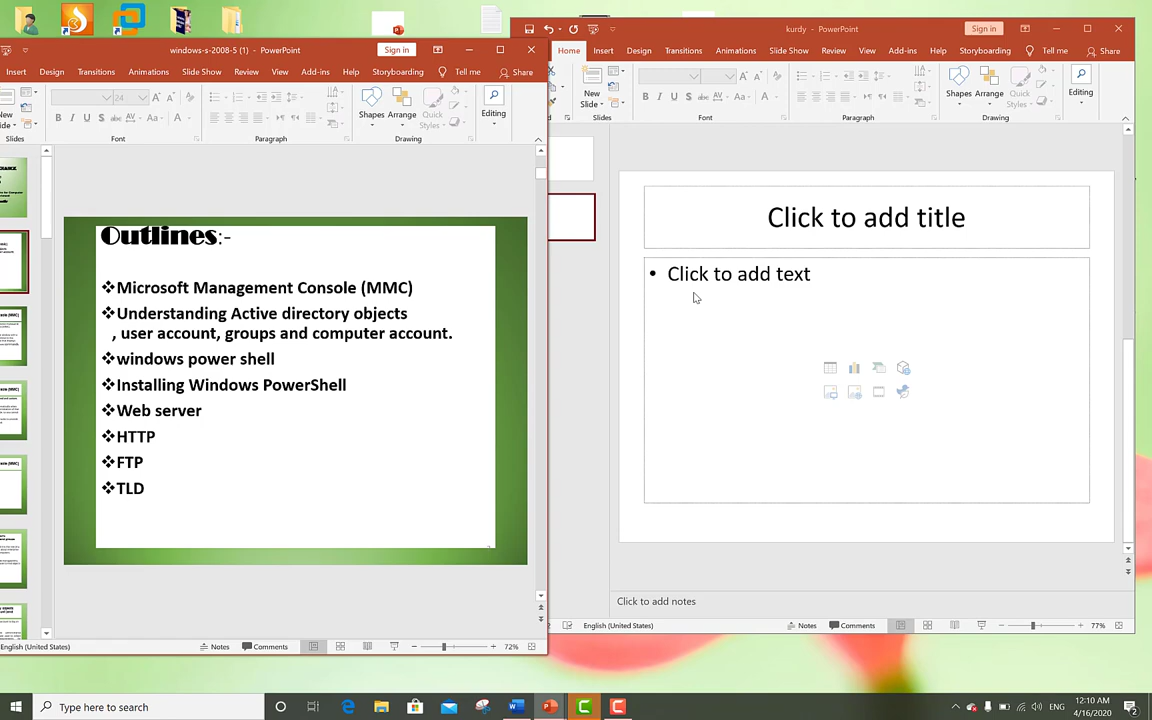 windows-s-2008-5 (1) - PowerPoint
Sign in
Insert Design Transitions Animations Slide Show Review View Add-ins Help Storyboarding Tell me Share
24
Slide
Shapes Arrange Quick Styles Editing
Slides Font Paragraph Drawing
Outlines:-
❖Microsoft Management Console (MMC)
❖Understanding Active directory objects
, user account, groups and computer account.
❖windows power shell
❖Installing Windows PowerShell
❖Web server
❖HTTP
❖FTP
❖TLD
English (United States) Notes Comments 72%
kurdy - PowerPoint
Sign in
Home Insert Design Transitions Animations Slide Show Review View Add-ins Help Storyboarding Tell me Share
New Slide
Shapes Arrange Quick Styles Editing
Slides Font Paragraph Drawing
Click to add title
• Click to add text
Click to add notes
English (United States) Notes Comments 77%
Type here to search
ENG
12:10 AM
4/16/2020
2